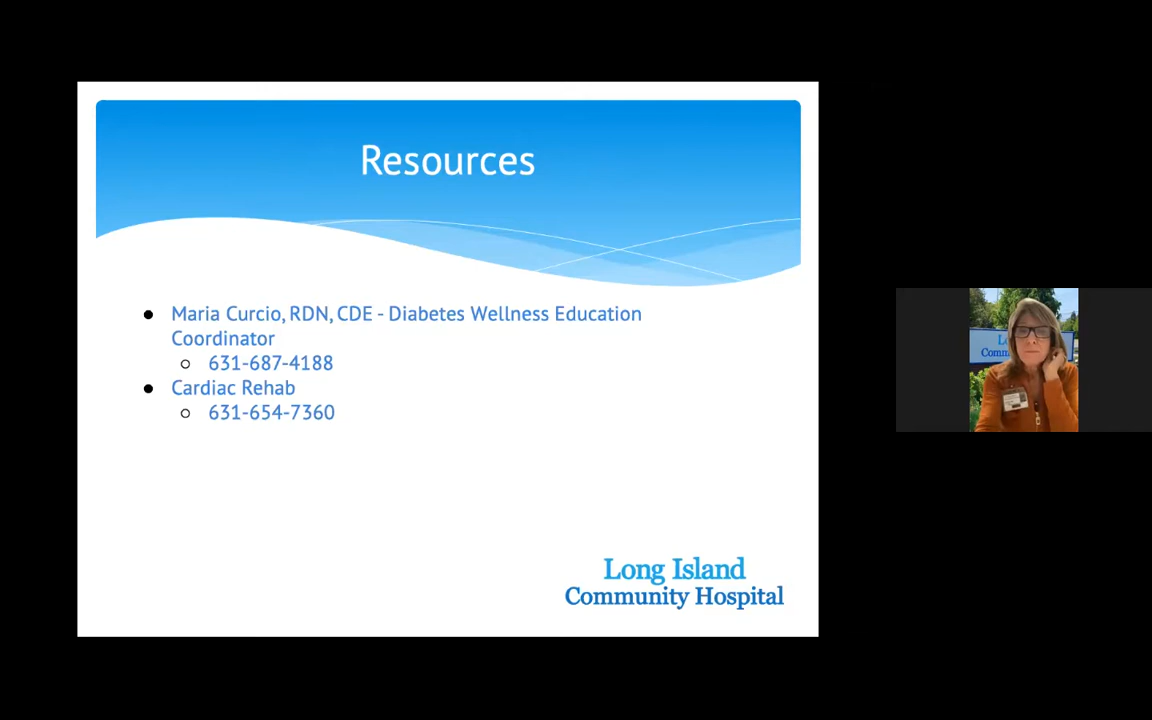 Resources
Maria Curcio, RDN, CDE - Diabetes Wellness Education
Coordinator
631-687-4188
Cardiac Rehab
631-654-7360
Long Island
Community Hospital